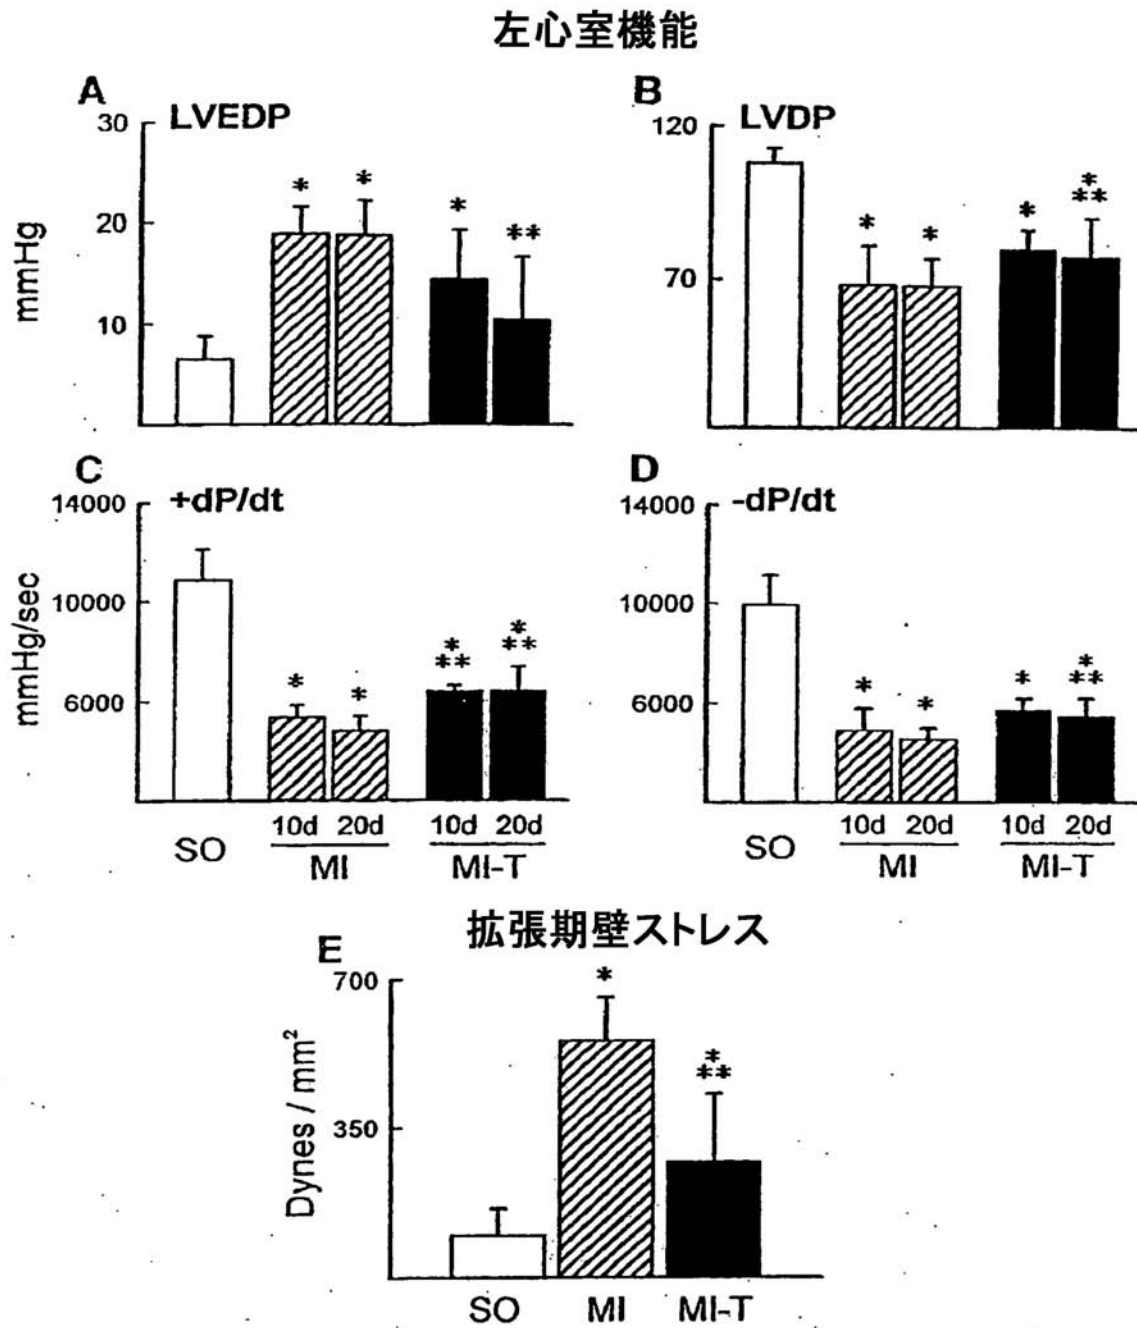 左心室機能
A
LVEDP
30
20
10
mmHg
* * * **
B
LVDP
120
70
* * * * **
C
+dP/dt
14000
10000
6000
mmHg/sec
* * * ** * **
SO
10d 20d
MI
10d 20d
MI-T
D
-dP/dt
14000
10000
6000
* * * * **
SO
10d 20d
MI
10d 20d
MI-T
拡張期壁ストレス
E
700
350
Dynes / mm²
* * **
SO MI MI-T